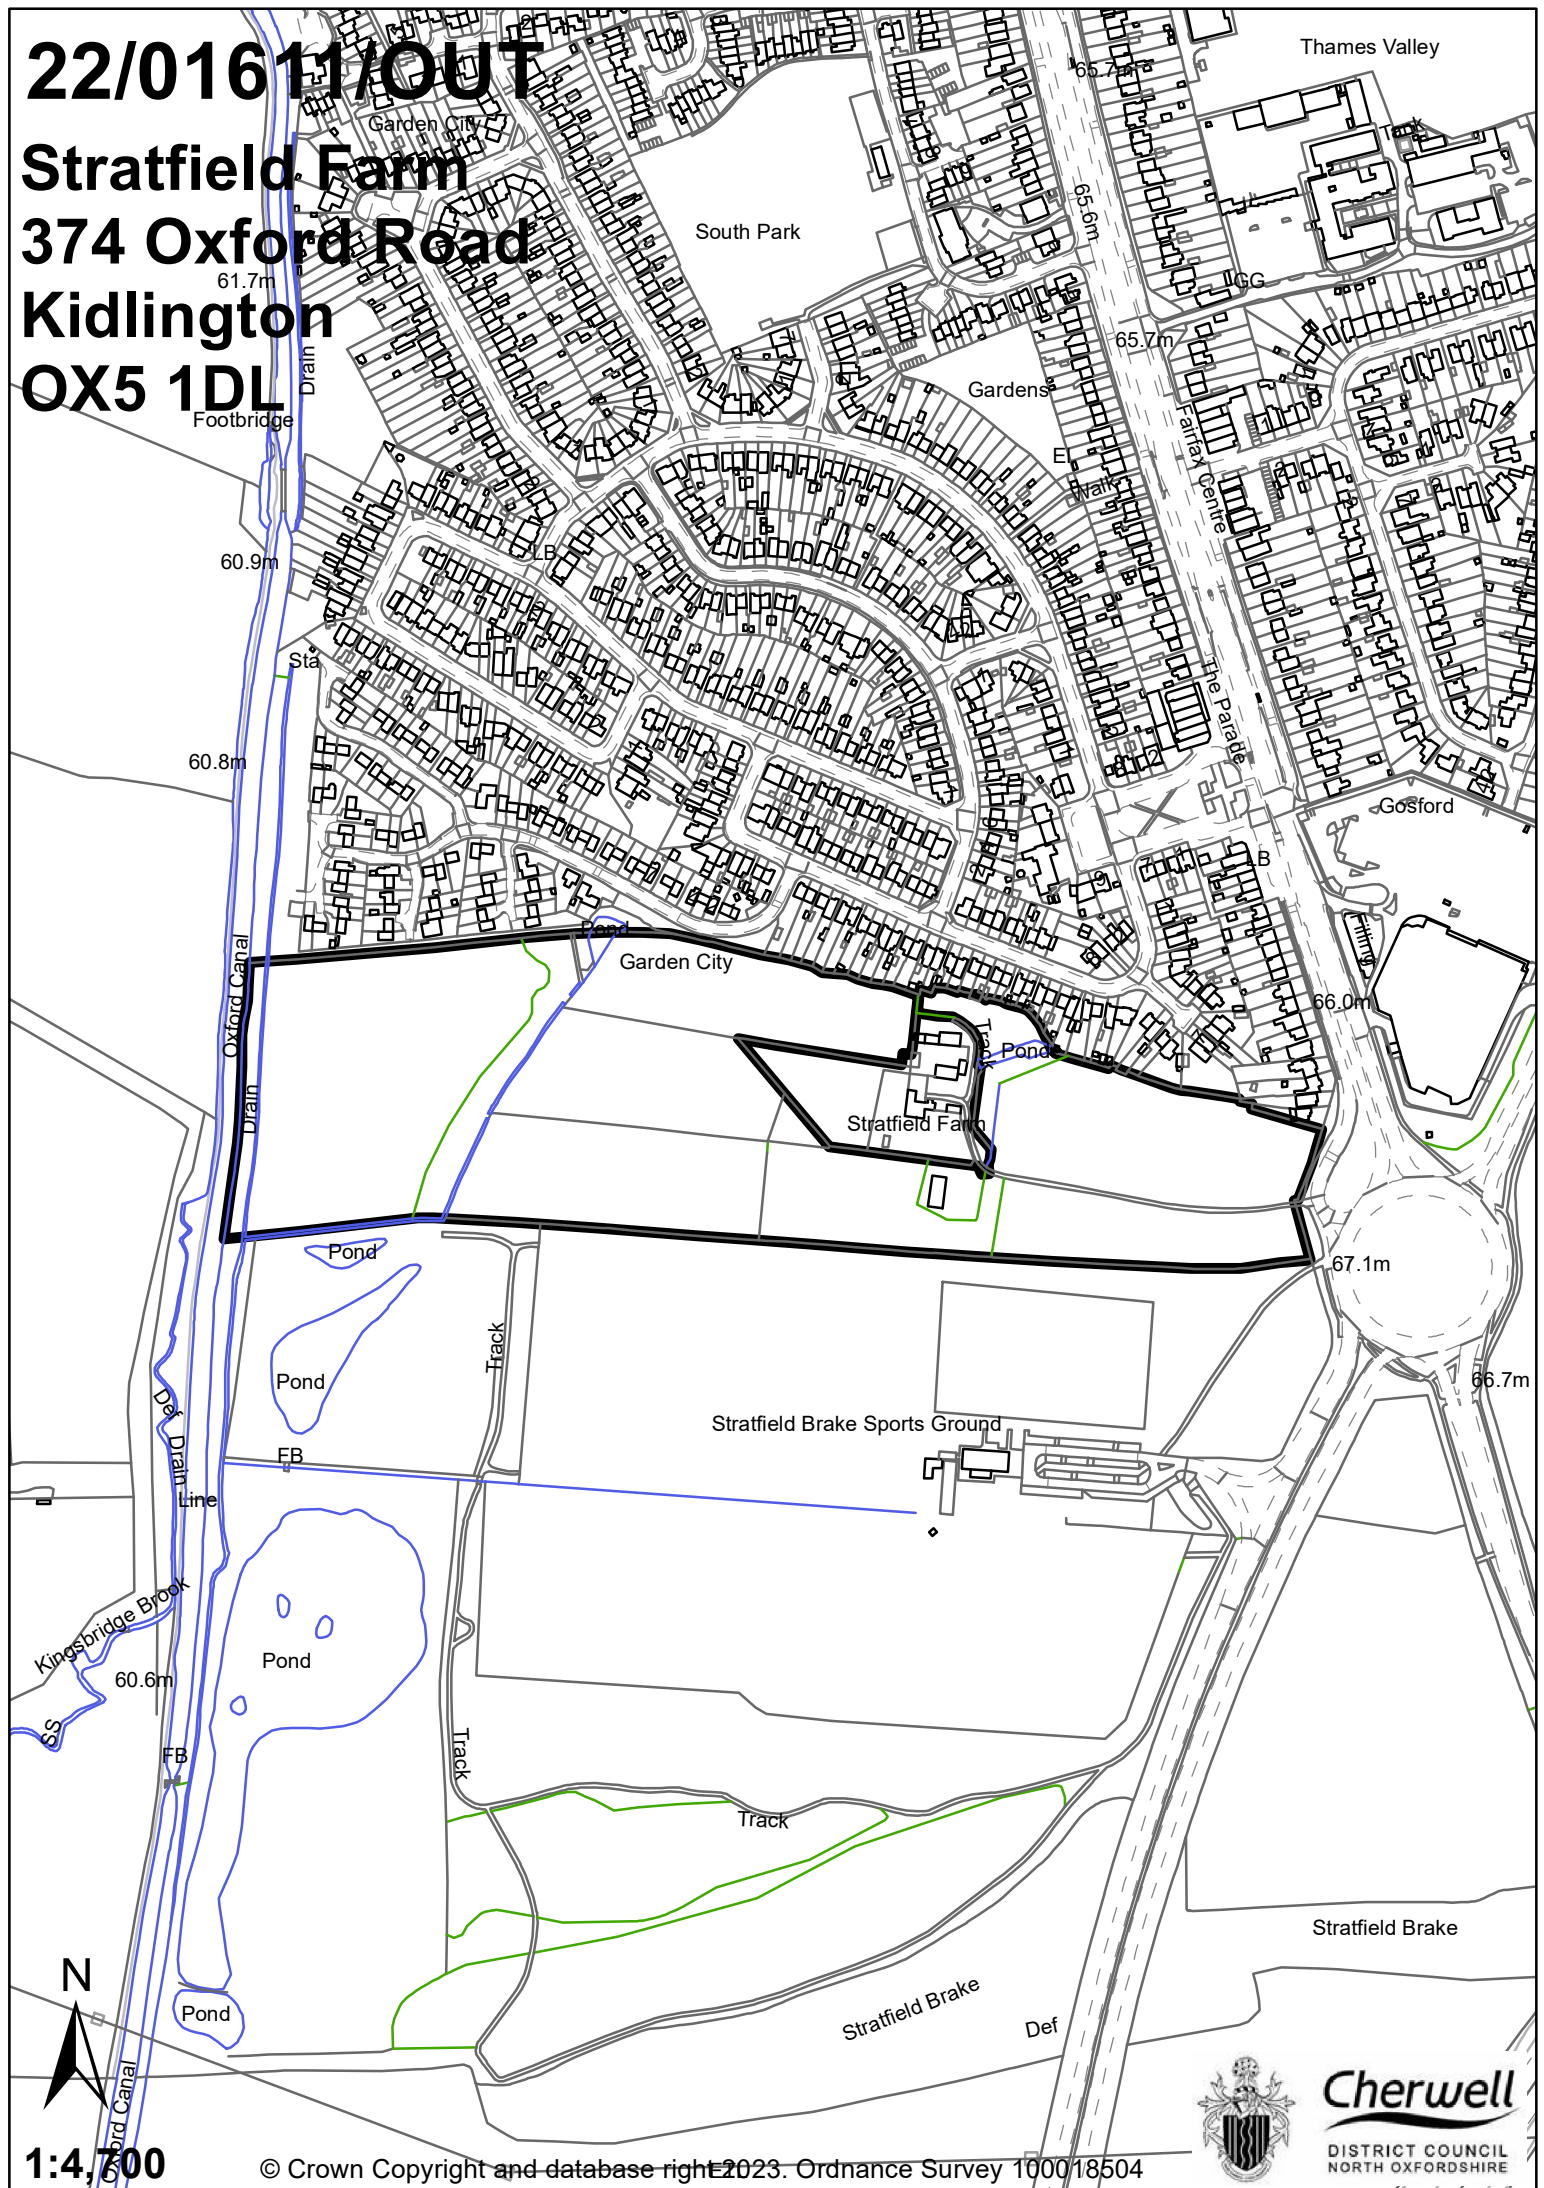 22/01611/OUT
Stratfield Farm
374 Oxford Road
Kidlington
OX5 1DL
Thames Valley
65.7m
Garden City
Tank
65.6m
South Park
61.7m
GG
65.7m
Drain
Gardens
Footbridge
Fairfax Centre
El
Walk
LB
60.9m
Sta
The Parade
60.8m
Gosford
LB
Pond
Filling
Garden City
Oxford Canal
66.0m
Track
Pond
Drain
Stratfield Farm
Pond
67.1m
Track
Pond
66.7m
Def
Stratfield Brake Sports Ground
Drain
FB
Line
Kingsbridge Brook
Pond
60.6m
SS
FB
Track
Track
Stratfield Brake
N
Stratfield Brake
Pond
Def
Oxford Canal
Cherwell
DISTRICT COUNCIL
NORTH OXFORDSHIRE
1:4,700
© Crown Copyright and database right 2023. Ordnance Survey 100018504